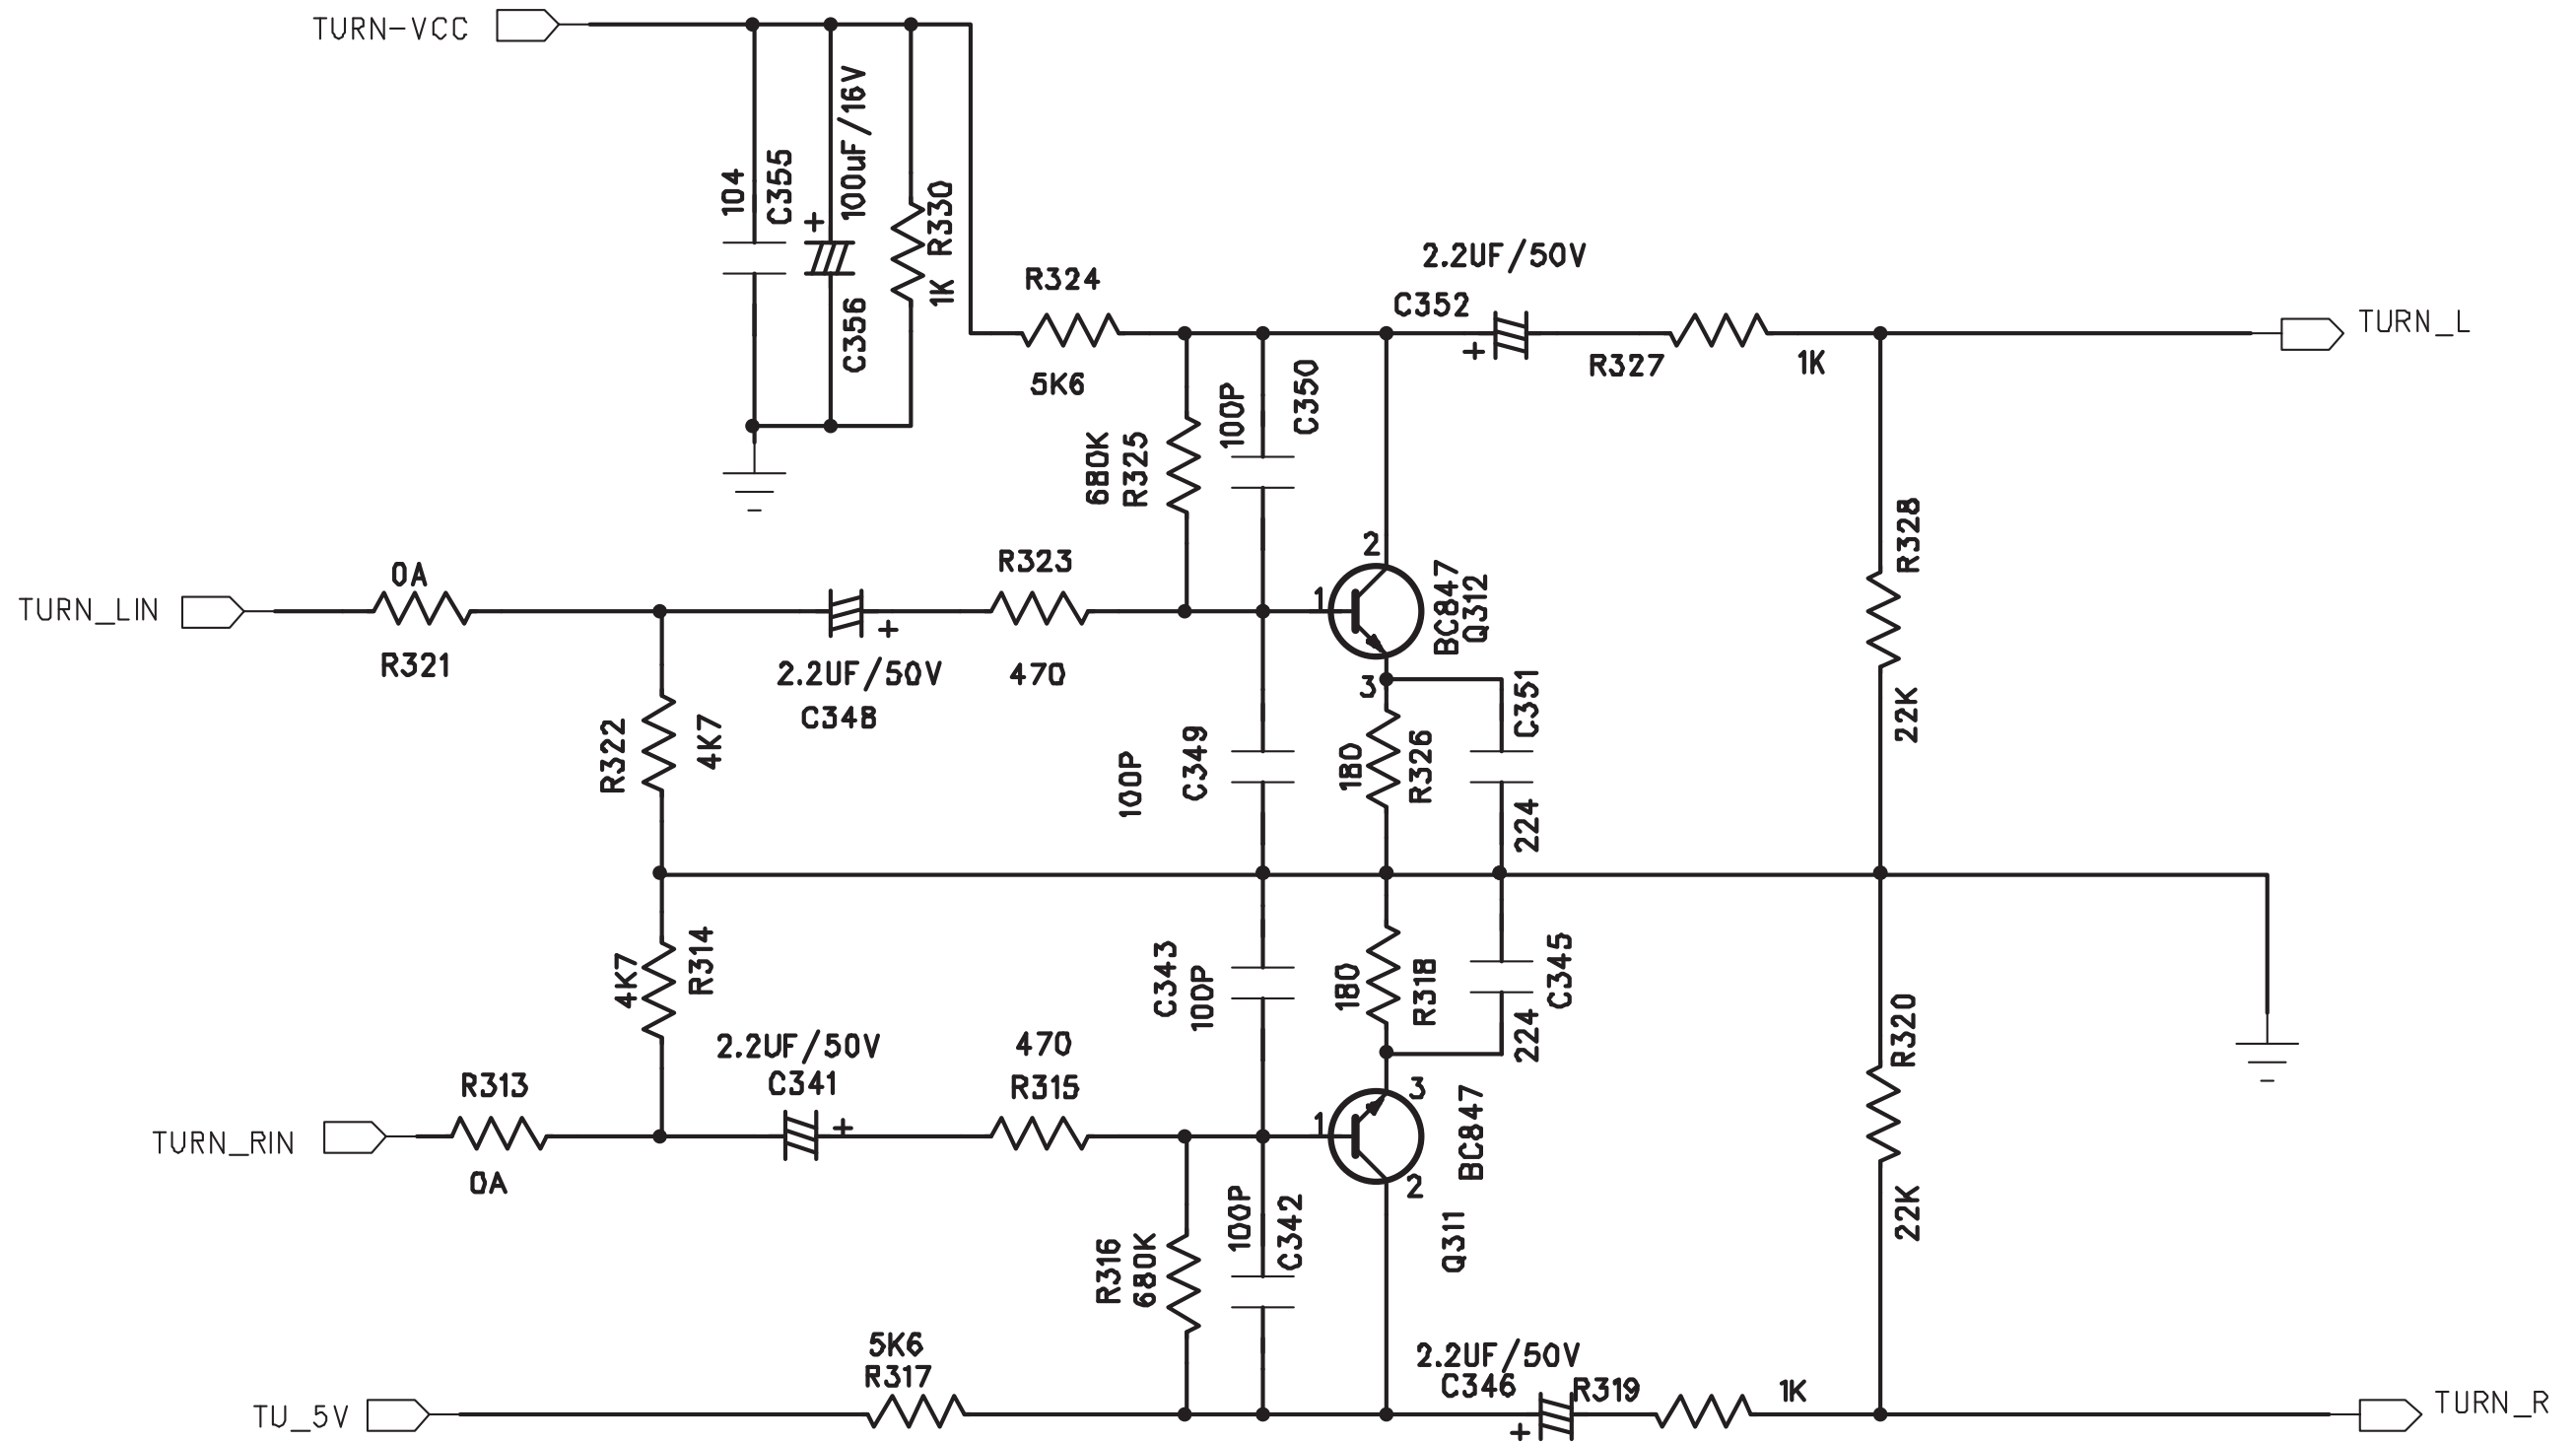 TURN-VCC
104
C355
100uF/16V
+
C356
R330
1K
R324
5K6
2.2UF/50V
C352
+
R327
1K
TURN_L
680K
R325
100P
C350
TURN_LIN
0A
R321
+
2.2UF/50V
C348
R323
470
2
1
3
BC847
Q312
R328
22K
R322
4K7
100P
C349
180
R326
C351
224
4K7
R314
C343
100P
180
R318
C345
224
R320
22K
TURN_RIN
R313
0A
2.2UF/50V
C341
+
470
R315
1
3
2
BC847
Q311
R316
680K
100P
C342
TU_5V
5K6
R317
2.2UF/50V
C346
+
R319
1K
TURN_R